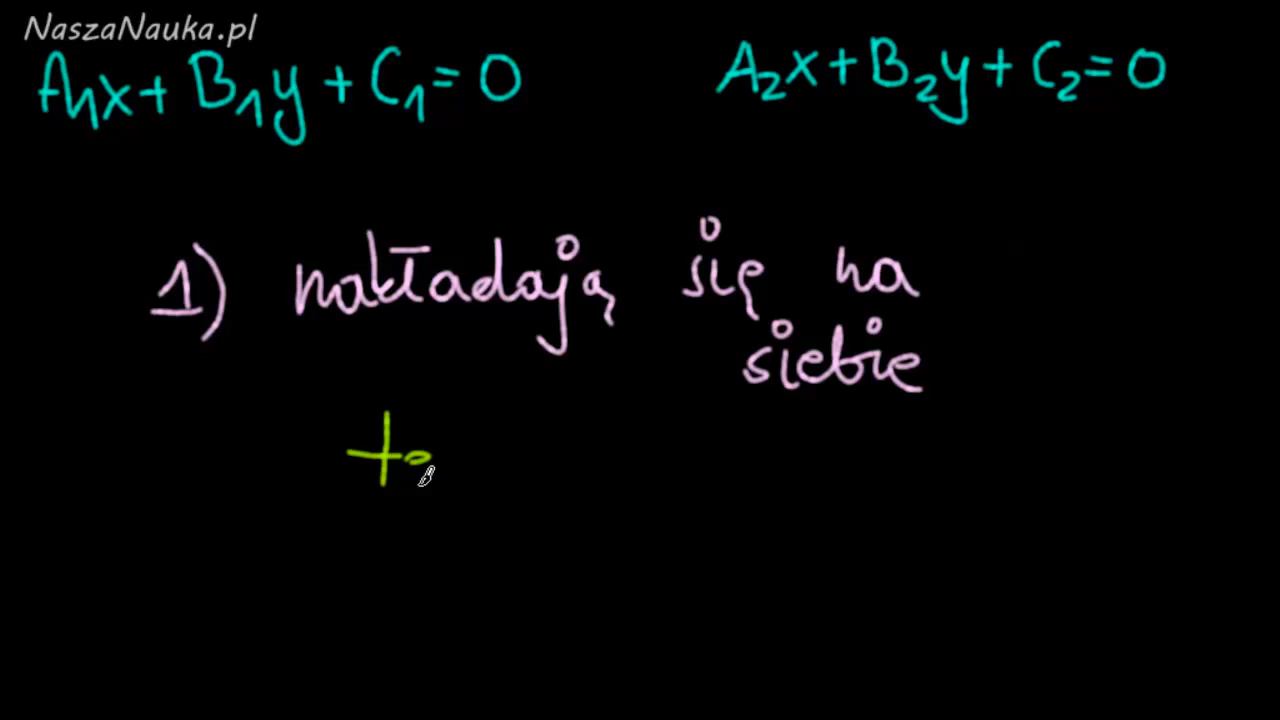 NaszaNauka.pl
A₁x + B₁y + C₁ = 0
A₂x + B₂y + C₂ = 0
1) nakładają się na
siebie